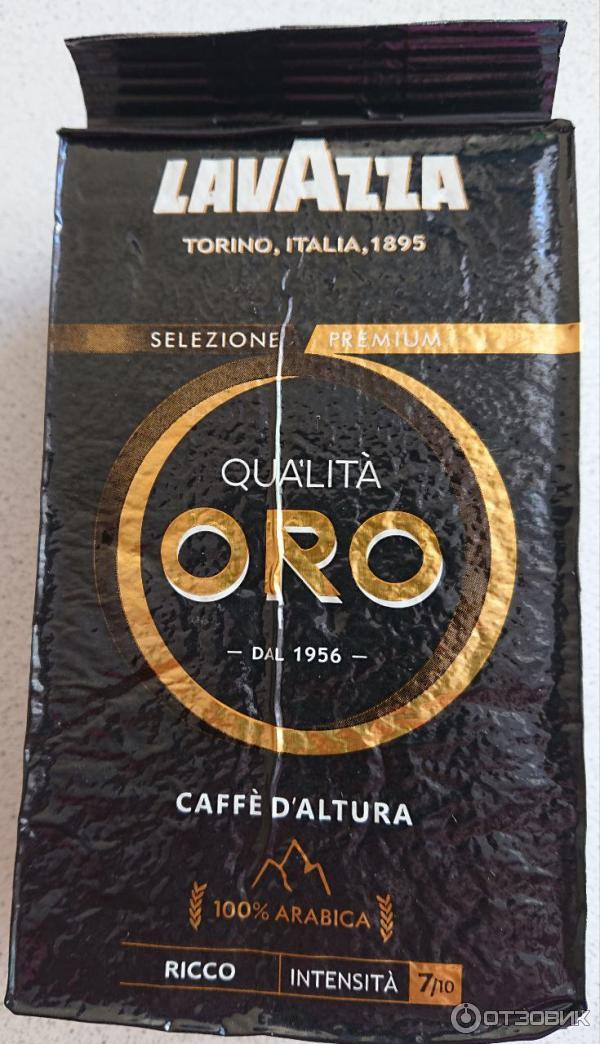 LAVAZZA
TORINO, ITALIA, 1895
SELEZIONE PREMIUM
QUALITÀ
ORO
— DAL 1956 —
CAFFÈ D'ALTURA
100% ARABICA
RICCO INTENSITÀ 7/10
ОТЗОВИК